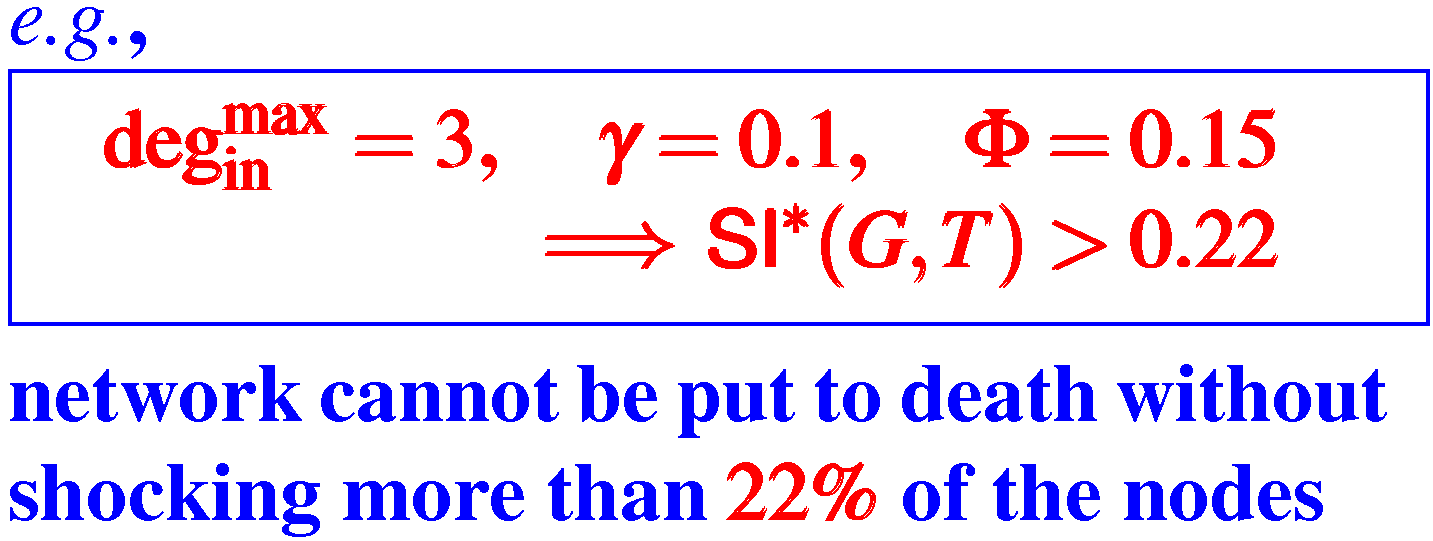 e.g.,
deg_in^max = 3, γ = 0.1, Φ = 0.15
⟹ SI*(G,T) > 0.22
network cannot be put to death without
shocking more than 22% of the nodes